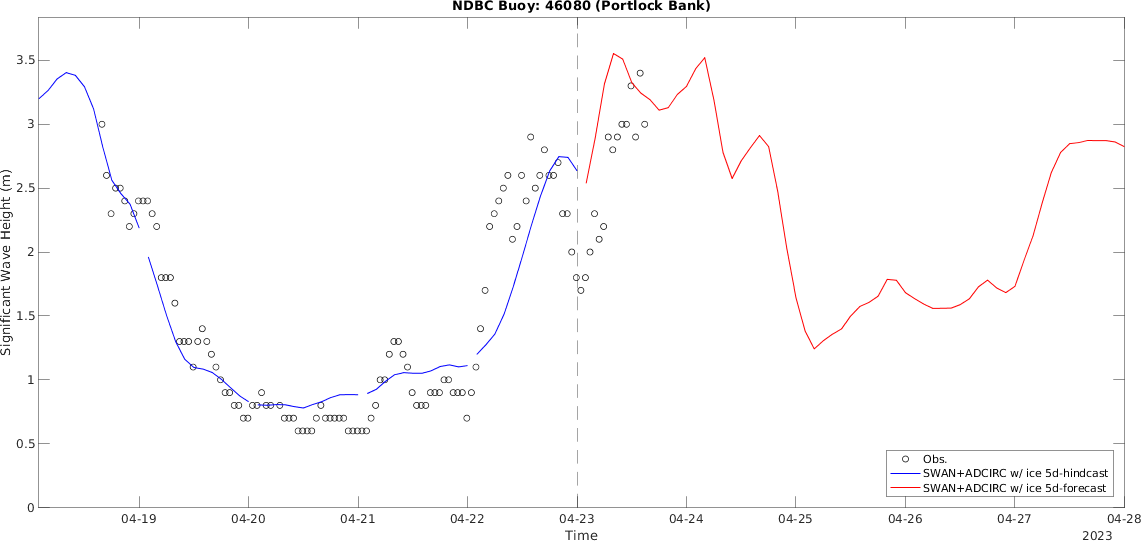 NDBC Buoy: 46080 (Portlock Bank)
Significant Wave Height (m)
3.5
3
2.5
2
1.5
1
0.5
0
Obs.
SWAN+ADCIRC w/ ice 5d-hindcast
SWAN+ADCIRC w/ ice 5d-forecast
04-19 04-20 04-21 04-22 04-23 04-24 04-25 04-26 04-27 04-28
Time
2023